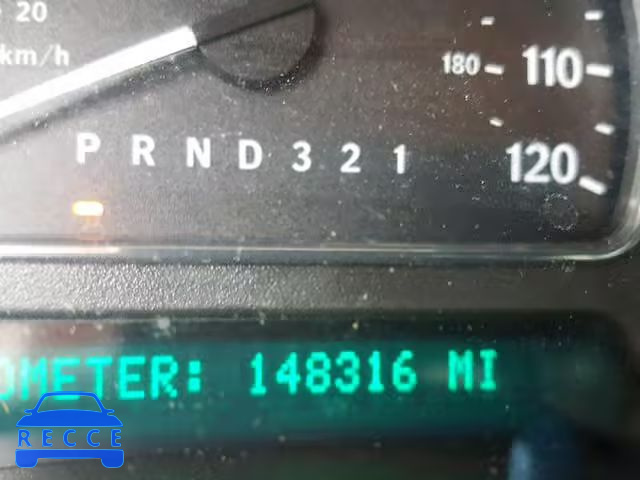 20
km/h
180 110
P R N D 3 2 1 120
OMETER: 148316 MI
RECCE